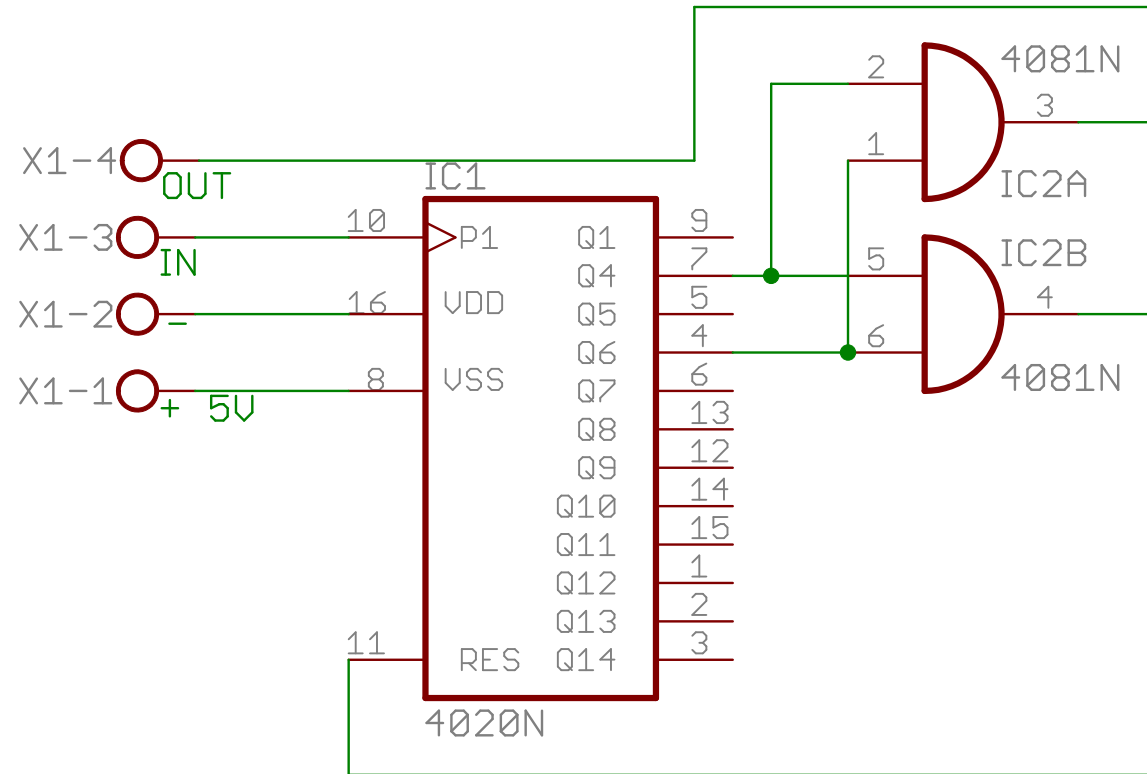 4081N
2
3
1
X1-4
OUT
IC1
IC2A
X1-3
IN
10
P1
Q1
9
IC2B
Q4
7
5
X1-2
-
16
VDD
Q5
5
4
Q6
4
6
X1-1
+ 5V
8
VSS
Q7
6
4081N
Q8
13
Q9
12
Q10
14
Q11
15
Q12
1
Q13
2
11
RES
Q14
3
4020N